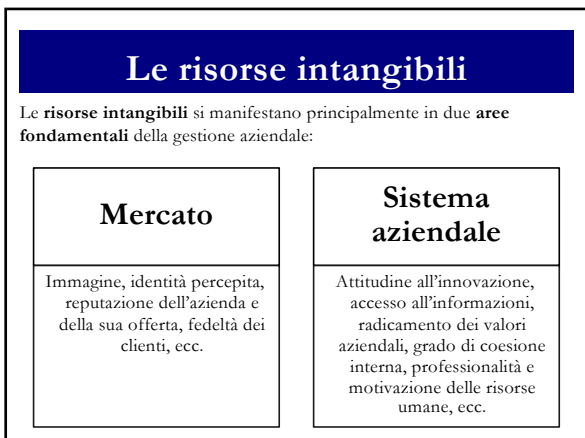 Le risorse intangibili
Le risorse intangibili si manifestano principalmente in due aree
fondamentali della gestione aziendale:
Mercato
Immagine, identità percepita,
reputazione dell'azienda e
della sua offerta, fedeltà dei
clienti, ecc.
Sistema
aziendale
Attitudine all'innovazione,
accesso all'informazioni,
radicamento dei valori
aziendali, grado di coesione
interna, professionalità e
motivazione delle risorse
umane, ecc.